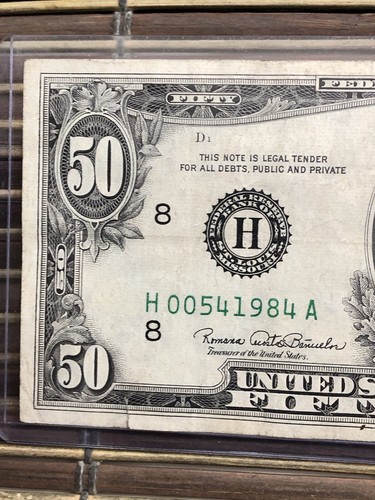 FIFTY
D1
50
THIS NOTE IS LEGAL TENDER
FOR ALL DEBTS, PUBLIC AND PRIVATE
8
H
H 00541984 A
8
Romana Acosta Bañuelos
Treasurer of the United States.
50
UNITED S